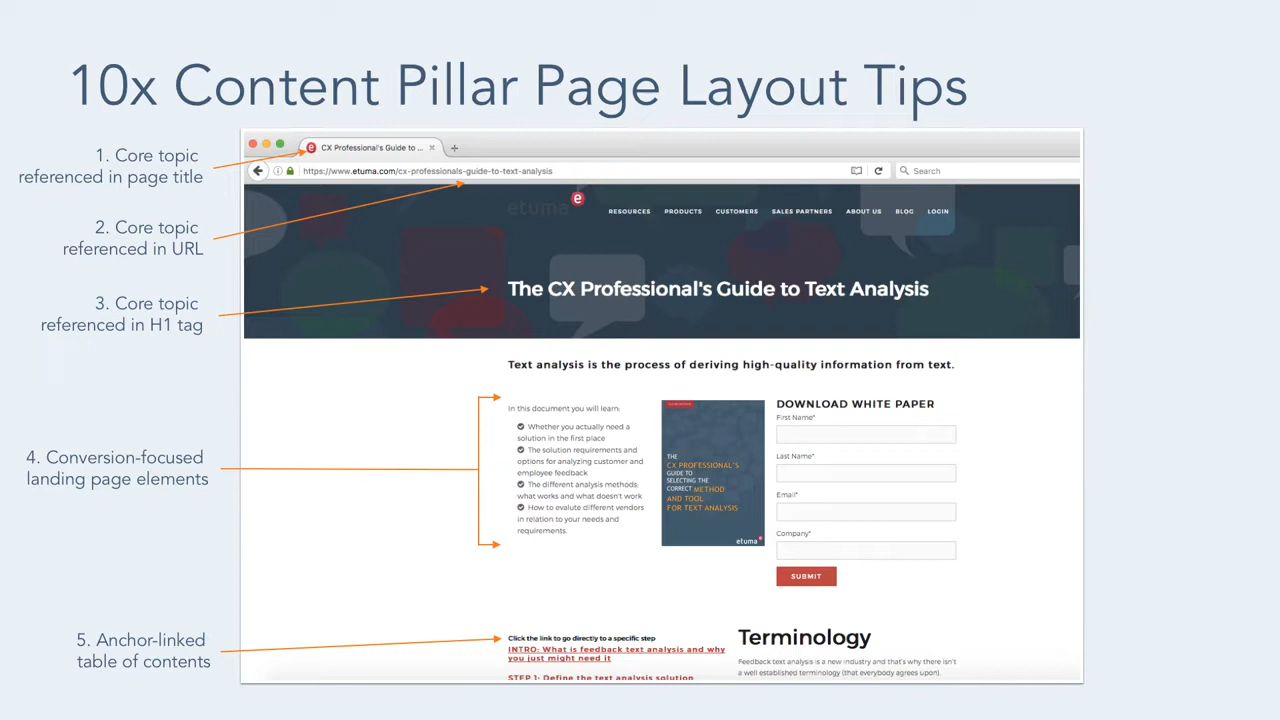 10x Content Pillar Page Layout Tips
1. Core topic
referenced in page title
2. Core topic
referenced in URL
3. Core topic
referenced in H1 tag
4. Conversion-focused
landing page elements
5. Anchor-linked
table of contents
CX Professional's Guide to ...
https://www.etuma.com/cx-professionals-guide-to-text-analysis
Search
etuma e
RESOURCES PRODUCTS CUSTOMERS SALES PARTNERS ABOUT US BLOG LOGIN
The CX Professional's Guide to Text Analysis
Text analysis is the process of deriving high-quality information from text.
In this document you will learn:
Whether you actually need a
solution in the first place
The solution requirements and
options for analyzing customer and
employee feedback
The different analysis methods:
what works and what doesn't work
How to evalute different vendors
in relation to your needs and
requirements.
THE
CX PROFESSIONAL'S
GUIDE TO
SELECTING THE
CORRECT METHOD
AND TOOL
FOR TEXT ANALYSIS
etuma e
DOWNLOAD WHITE PAPER
First Name*
Last Name*
Email*
Company*
SUBMIT
Click the link to go directly to a specific step
INTRO: What is feedback text analysis and why
you just might need it
STEP 1: Define the text analysis solution
Terminology
Feedback text analysis is a new industry and that's why there isn't
a well established terminology (that everybody agrees upon).